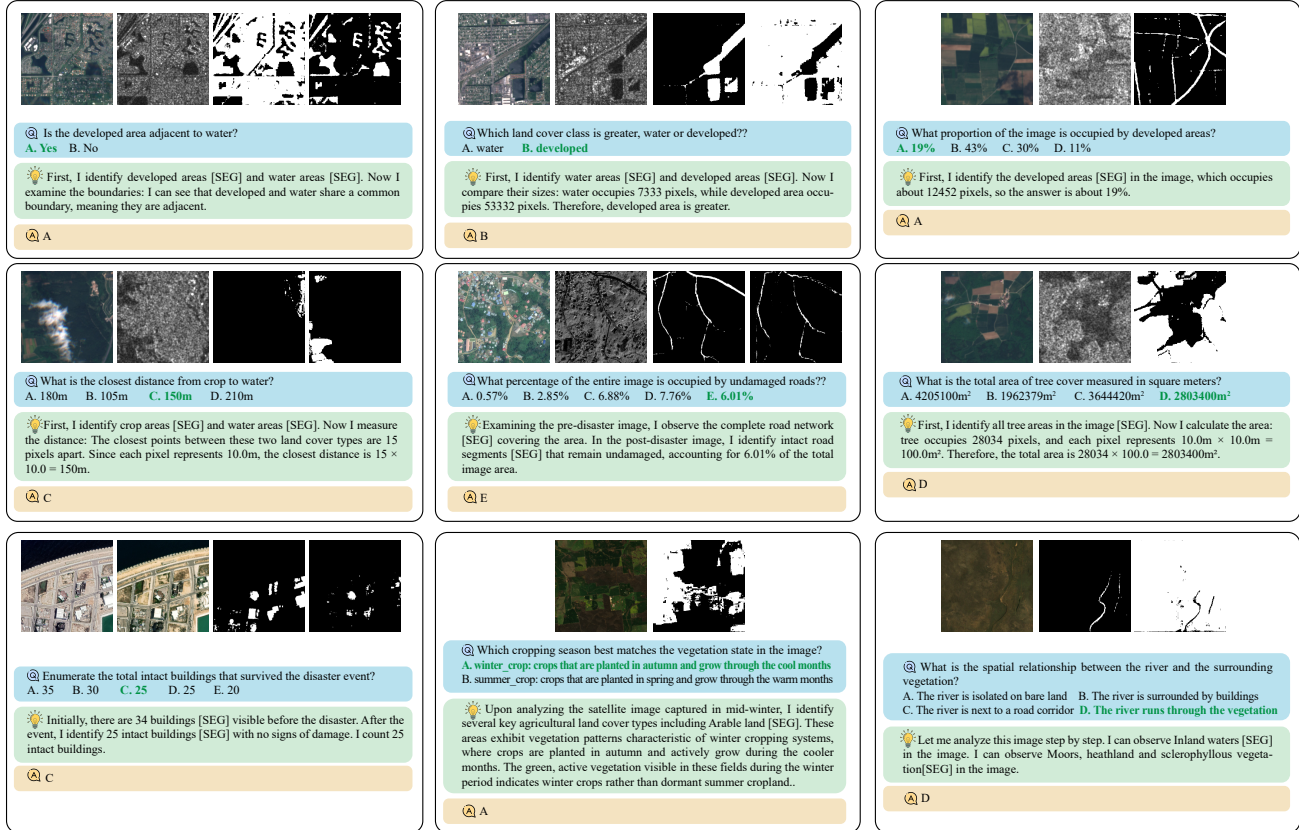 Q Is the developed area adjacent to water?
A. Yes B. No
First, I identify developed areas [SEG] and water areas [SEG]. Now I
examine the boundaries: I can see that developed and water share a common
boundary, meaning they are adjacent.
A A
Q Which land cover class is greater, water or developed??
A. water B. developed
First, I identify water areas [SEG] and developed areas [SEG]. Now I
compare their sizes: water occupies 7333 pixels, while developed area occu-
pies 53332 pixels. Therefore, developed area is greater.
A B
Q What proportion of the image is occupied by developed areas?
A. 19% B. 43% C. 30% D. 11%
First, I identify the developed areas [SEG] in the image, which occupies
about 12452 pixels, so the answer is about 19%.
A A
Q What is the closest distance from crop to water?
A. 180m B. 105m C. 150m D. 210m
First, I identify crop areas [SEG] and water areas [SEG]. Now I measure
the distance: The closest points between these two land cover types are 15
pixels apart. Since each pixel represents 10.0m, the closest distance is 15 ×
10.0 = 150m.
A C
Q What percentage of the entire image is occupied by undamaged roads??
A. 0.57% B. 2.85% C. 6.88% D. 7.76% E. 6.01%
Examining the pre-disaster image, I observe the complete road network
[SEG] covering the area. In the post-disaster image, I identify intact road
segments [SEG] that remain undamaged, accounting for 6.01% of the total
image area.
A E
Q What is the total area of tree cover measured in square meters?
A. 4205100m² B. 1962379m² C. 3644420m² D. 2803400m²
First, I identify all tree areas in the image [SEG]. Now I calculate the area:
tree occupies 28034 pixels, and each pixel represents 10.0m × 10.0m =
100.0m². Therefore, the total area is 28034 × 100.0 = 2803400m².
A D
Q Enumerate the total intact buildings that survived the disaster event?
A. 35 B. 30 C. 25 D. 25 E. 20
Initially, there are 34 buildings [SEG] visible before the disaster. After the
event, I identify 25 intact buildings [SEG] with no signs of damage. I count 25
intact buildings.
A C
Q Which cropping season best matches the vegetation state in the image?
A. winter_crop: crops that are planted in autumn and grow through the cool months
B. summer_crop: crops that are planted in spring and grow through the warm months
Upon analyzing the satellite image captured in mid-winter, I identify
several key agricultural land cover types including Arable land [SEG]. These
areas exhibit vegetation patterns characteristic of winter cropping systems,
where crops are planted in autumn and actively grow during the cooler
months. The green, active vegetation visible in these fields during the winter
period indicates winter crops rather than dormant summer cropland..
A A
Q What is the spatial relationship between the river and the surrounding
vegetation?
A. The river is isolated on bare land B. The river is surrounded by buildings
C. The river is next to a road corridor D. The river runs through the vegetation
Let me analyze this image step by step. I can observe Inland waters [SEG]
in the image. I can observe Moors, heathland and sclerophyllous vegeta-
tion[SEG] in the image.
A D